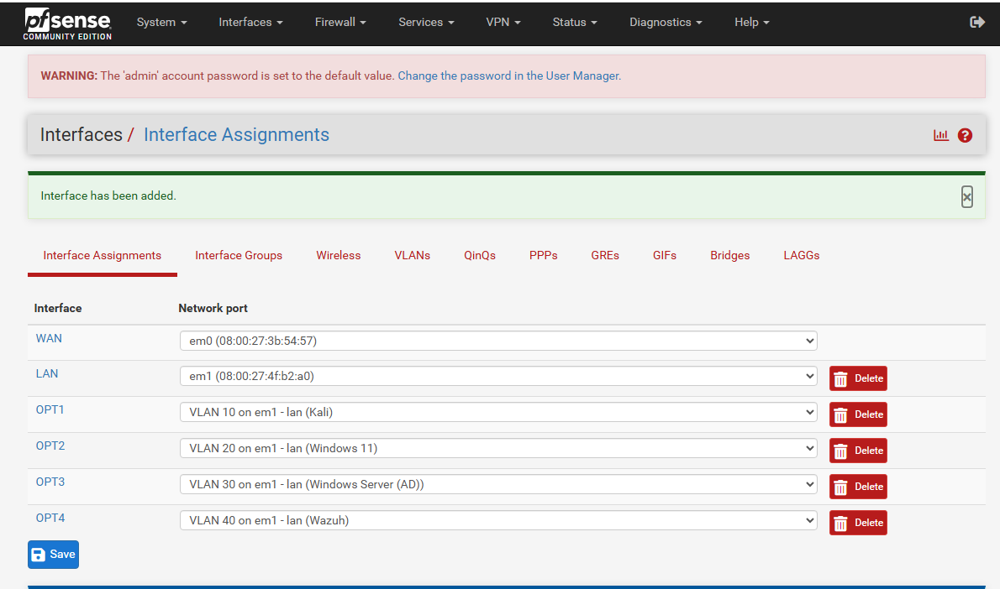 pfsense COMMUNITY EDITION System Interfaces Firewall Services VPN Status Diagnostics Help
WARNING: The 'admin' account password is set to the default value. Change the password in the User Manager.
Interfaces / Interface Assignments
Interface has been added.
Interface Assignments Interface Groups Wireless VLANs QinQs PPPs GREs GIFs Bridges LAGGs
Interface Network port
WAN em0 (08:00:27:3b:54:57)
LAN em1 (08:00:27:4f:b2:a0) Delete
OPT1 VLAN 10 on em1 - lan (Kali) Delete
OPT2 VLAN 20 on em1 - lan (Windows 11) Delete
OPT3 VLAN 30 on em1 - lan (Windows Server (AD)) Delete
OPT4 VLAN 40 on em1 - lan (Wazuh) Delete
Save